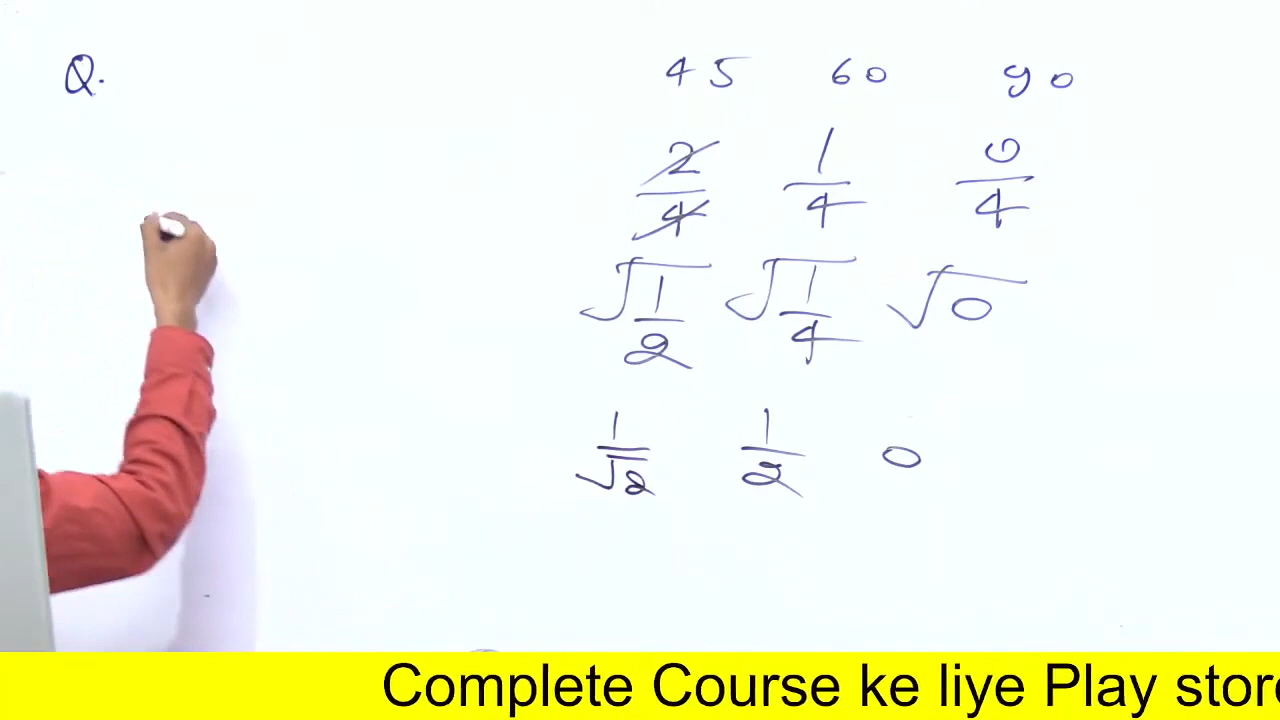 Q. 45 60 90
2/4 1/4 0/4
√1/2 √1/4 √0
1/√2 1/2 0
Complete Course ke liye Play store